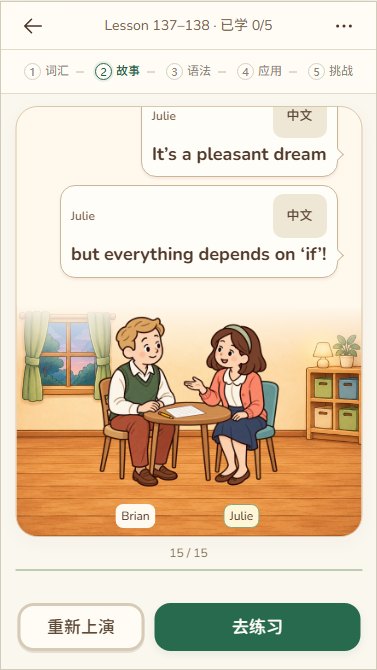 Lesson 137–138 · 已学 0/5
1 词汇 – 2 故事 – 3 语法 – 4 应用 – 5 挑战
Julie 中文
It’s a pleasant dream
Julie 中文
but everything depends on ‘if’!
Brian Julie
15 / 15
重新上演 去练习